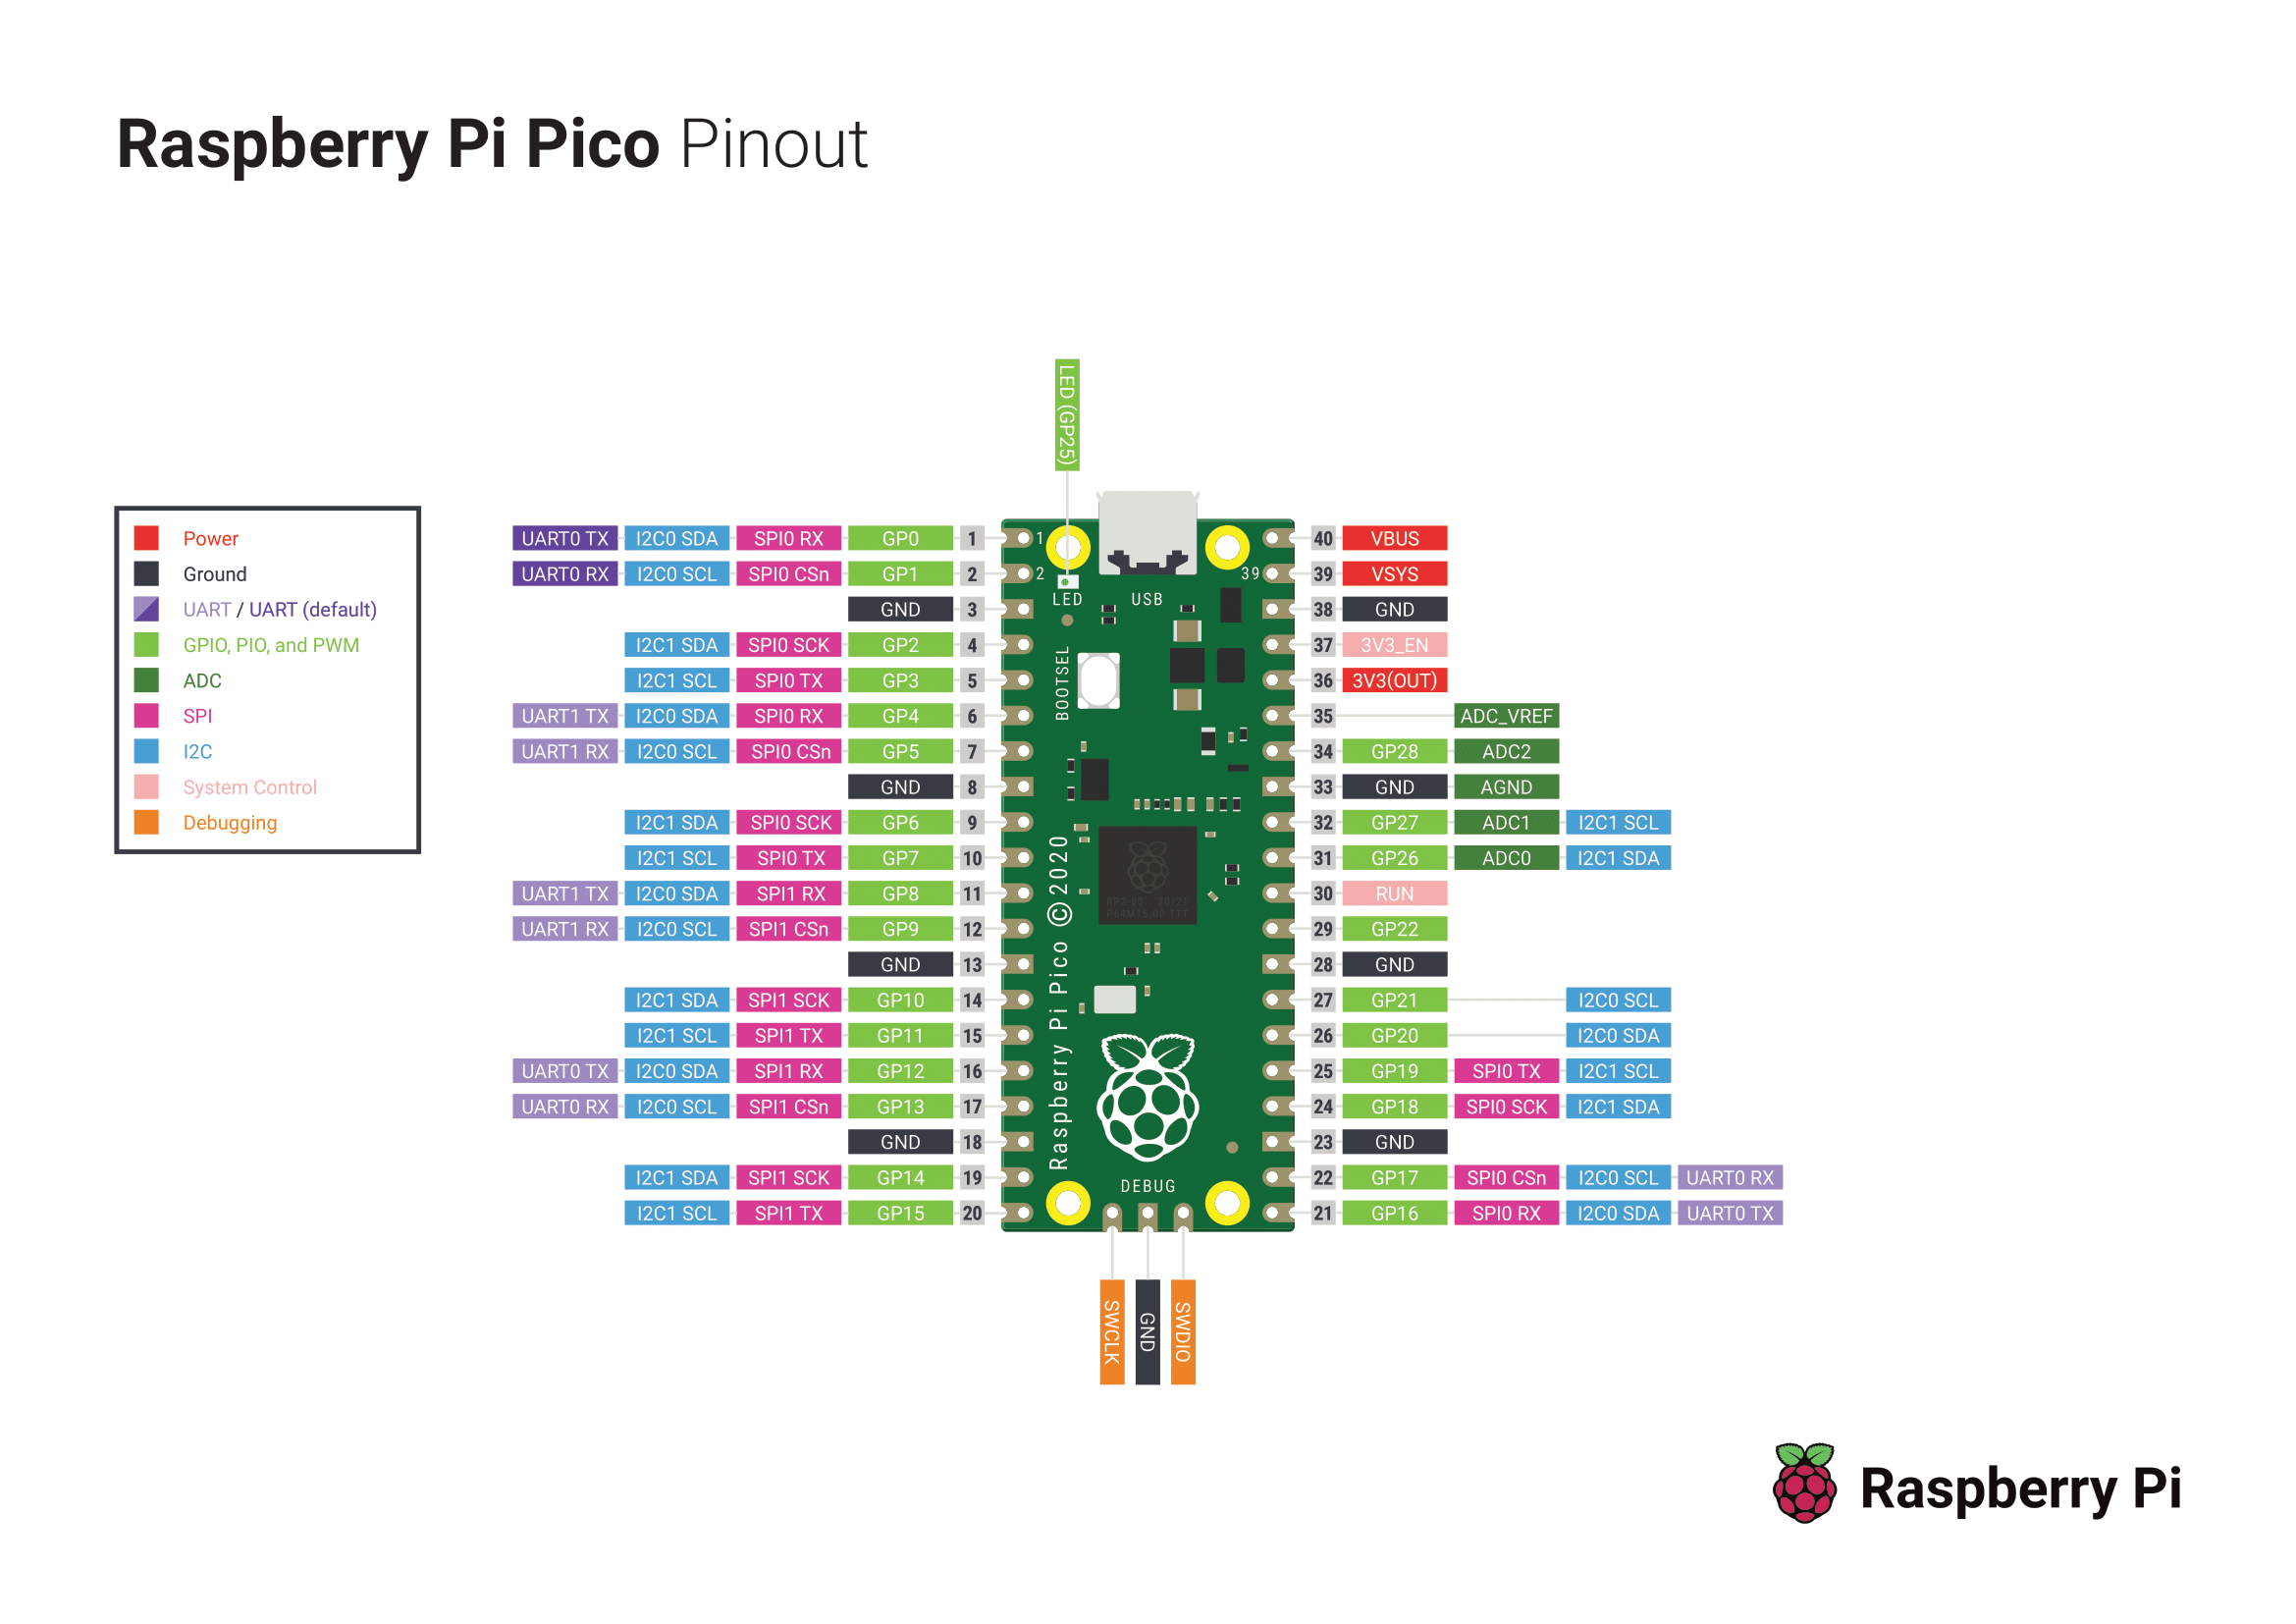 Raspberry Pi Pico Pinout
LED (GP25)
Power
Ground
UART / UART (default)
GPIO, PIO, and PWM
ADC
SPI
I2C
System Control
Debugging
UART0 TX I2C0 SDA SPI0 RX GP0 1
UART0 RX I2C0 SCL SPI0 CSn GP1 2
GND 3
I2C1 SDA SPI0 SCK GP2 4
I2C1 SCL SPI0 TX GP3 5
UART1 TX I2C0 SDA SPI0 RX GP4 6
UART1 RX I2C0 SCL SPI0 CSn GP5 7
GND 8
I2C1 SDA SPI0 SCK GP6 9
I2C1 SCL SPI0 TX GP7 10
UART1 TX I2C0 SDA SPI1 RX GP8 11
UART1 RX I2C0 SCL SPI1 CSn GP9 12
GND 13
I2C1 SDA SPI1 SCK GP10 14
I2C1 SCL SPI1 TX GP11 15
UART0 TX I2C0 SDA SPI1 RX GP12 16
UART0 RX I2C0 SCL SPI1 CSn GP13 17
GND 18
I2C1 SDA SPI1 SCK GP14 19
I2C1 SCL SPI1 TX GP15 20
1
2
39
LED
USB
BOOTSEL
Raspberry Pi Pico ©2020
DEBUG
40 VBUS
39 VSYS
38 GND
37 3V3_EN
36 3V3(OUT)
35 ADC_VREF
34 GP28 ADC2
33 GND AGND
32 GP27 ADC1 I2C1 SCL
31 GP26 ADC0 I2C1 SDA
30 RUN
29 GP22
28 GND
27 GP21 I2C0 SCL
26 GP20 I2C0 SDA
25 GP19 SPI0 TX I2C1 SCL
24 GP18 SPI0 SCK I2C1 SDA
23 GND
22 GP17 SPI0 CSn I2C0 SCL UART0 RX
21 GP16 SPI0 RX I2C0 SDA UART0 TX
SWCLK
GND
SWDIO
Raspberry Pi